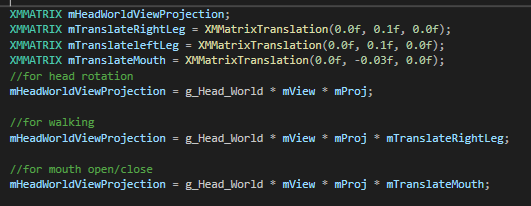 XMMATRIX mHeadWorldViewProjection;
XMMATRIX mTranslateRightLeg = XMMatrixTranslation(0.0f, 0.1f, 0.0f);
XMMATRIX mTranslateleftLeg = XMMatrixTranslation(0.0f, 0.1f, 0.0f);
XMMATRIX mTranslateMouth = XMMatrixTranslation(0.0f, -0.03f, 0.0f);
//for head rotation
mHeadWorldViewProjection = g_Head_World * mView * mProj;
//for walking
mHeadWorldViewProjection = g_Head_World * mView * mProj * mTranslateRightLeg;
//for mouth open/close
mHeadWorldViewProjection = g_Head_World * mView * mProj * mTranslateMouth;